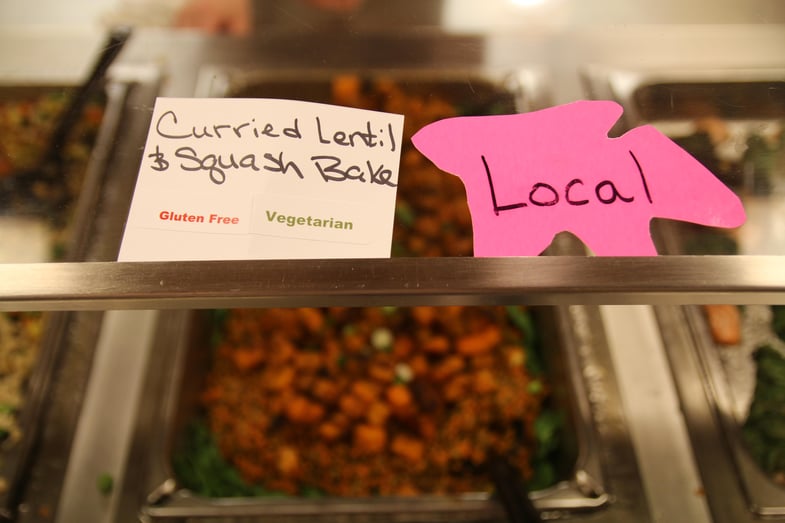 Curried Lentil
& Squash Bake
Gluten Free Vegetarian
Local